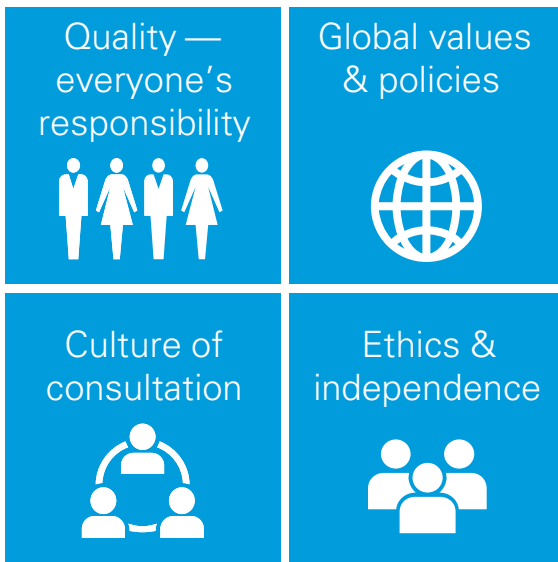 Quality —
everyone’s
responsibility
Global values
& policies
Culture of
consultation
Ethics &
independence